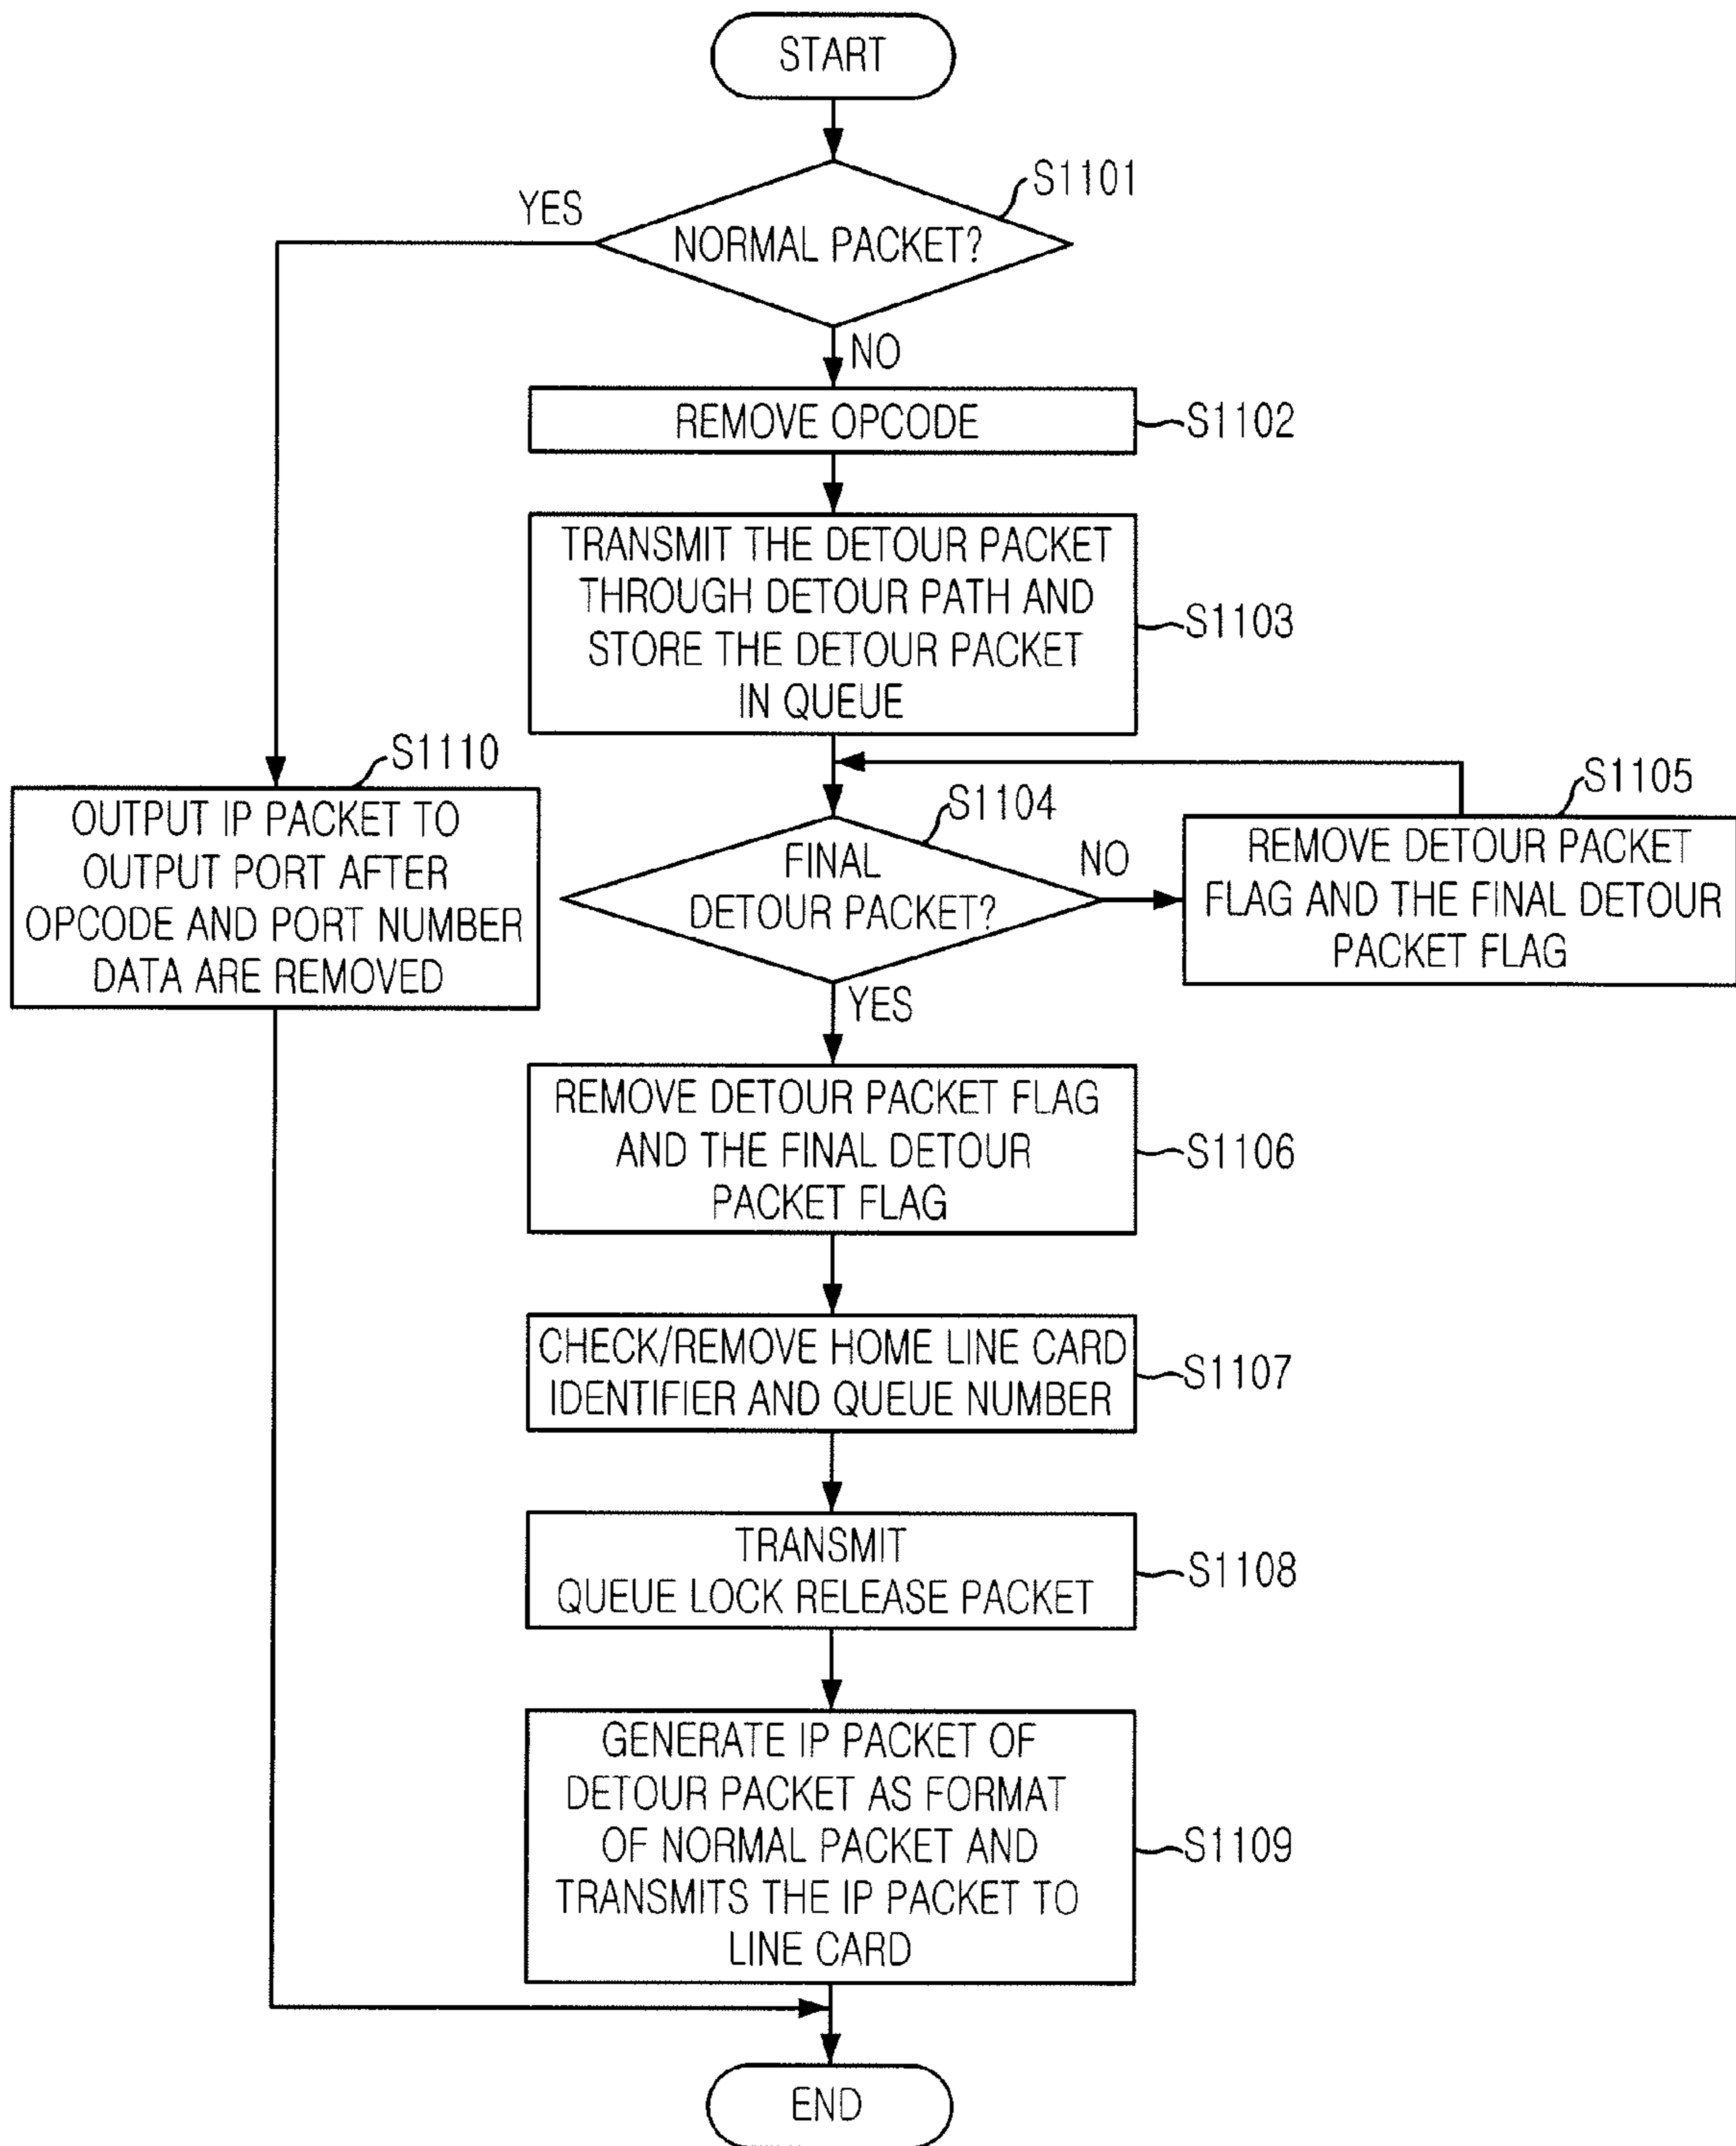 START
S1101
YES
NORMAL PACKET?
NO
REMOVE OPCODE
S1102
TRANSMIT THE DETOUR PACKET
THROUGH DETOUR PATH AND
STORE THE DETOUR PACKET
IN QUEUE
S1103
S1110
OUTPUT IP PACKET TO
OUTPUT PORT AFTER
OPCODE AND PORT NUMBER
DATA ARE REMOVED
S1104
FINAL
DETOUR PACKET?
NO
S1105
REMOVE DETOUR PACKET
FLAG AND THE FINAL DETOUR
PACKET FLAG
YES
REMOVE DETOUR PACKET FLAG
AND THE FINAL DETOUR
PACKET FLAG
S1106
CHECK/REMOVE HOME LINE CARD
IDENTIFIER AND QUEUE NUMBER
S1107
TRANSMIT
QUEUE LOCK RELEASE PACKET
S1108
GENERATE IP PACKET OF
DETOUR PACKET AS FORMAT
OF NORMAL PACKET AND
TRANSMITS THE IP PACKET TO
LINE CARD
S1109
END